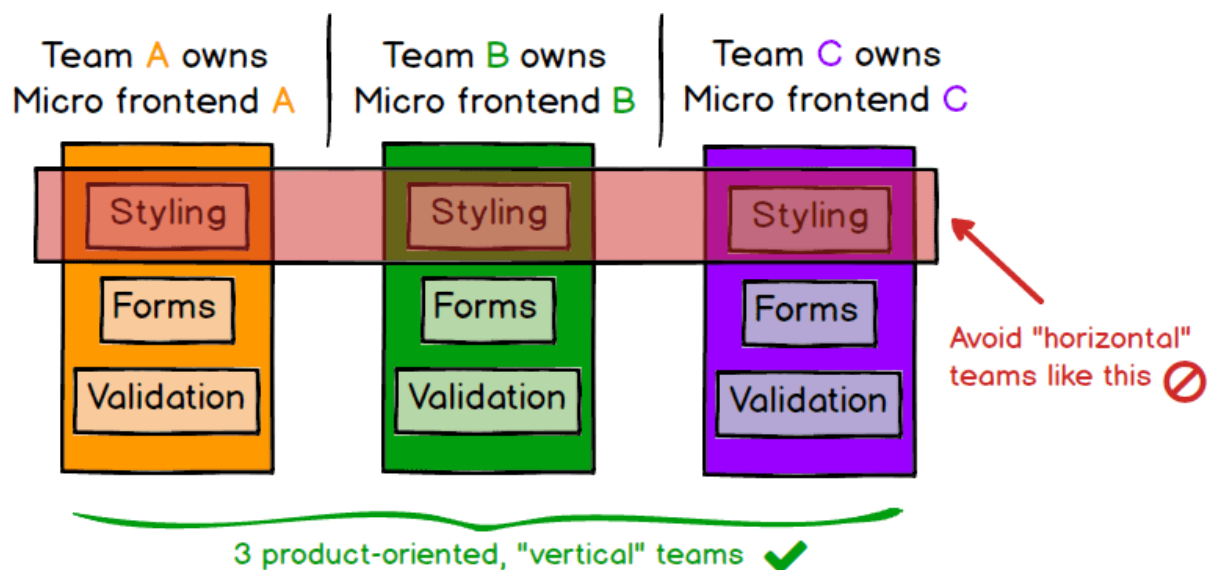 Team A owns
Micro frontend A
Team B owns
Micro frontend B
Team C owns
Micro frontend C
Styling
Styling
Styling
Forms
Forms
Forms
Validation
Validation
Validation
Avoid "horizontal"
teams like this
3 product-oriented, "vertical" teams